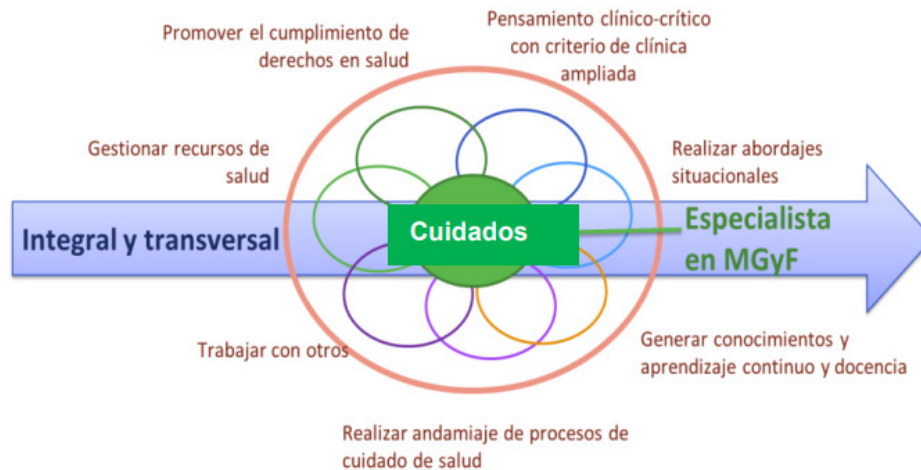 Promover el cumplimiento de
derechos en salud
Pensamiento clínico-crítico
con criterio de clínica
ampliada
Gestionar recursos de
salud
Realizar abordajes
situacionales
Integral y transversal
Cuidados
Especialista
en MGyF
Trabajar con otros
Generar conocimientos y
aprendizaje continuo y docencia
Realizar andamiaje de procesos de
cuidado de salud